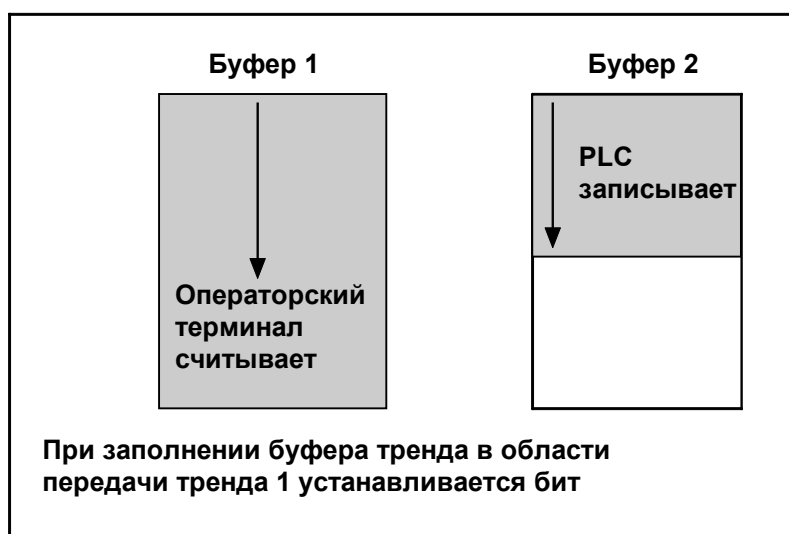 Буфер 1
Буфер 2
PLC
записывает
Операторский
терминал
считывает
При заполнении буфера тренда в области
передачи тренда 1 устанавливается бит